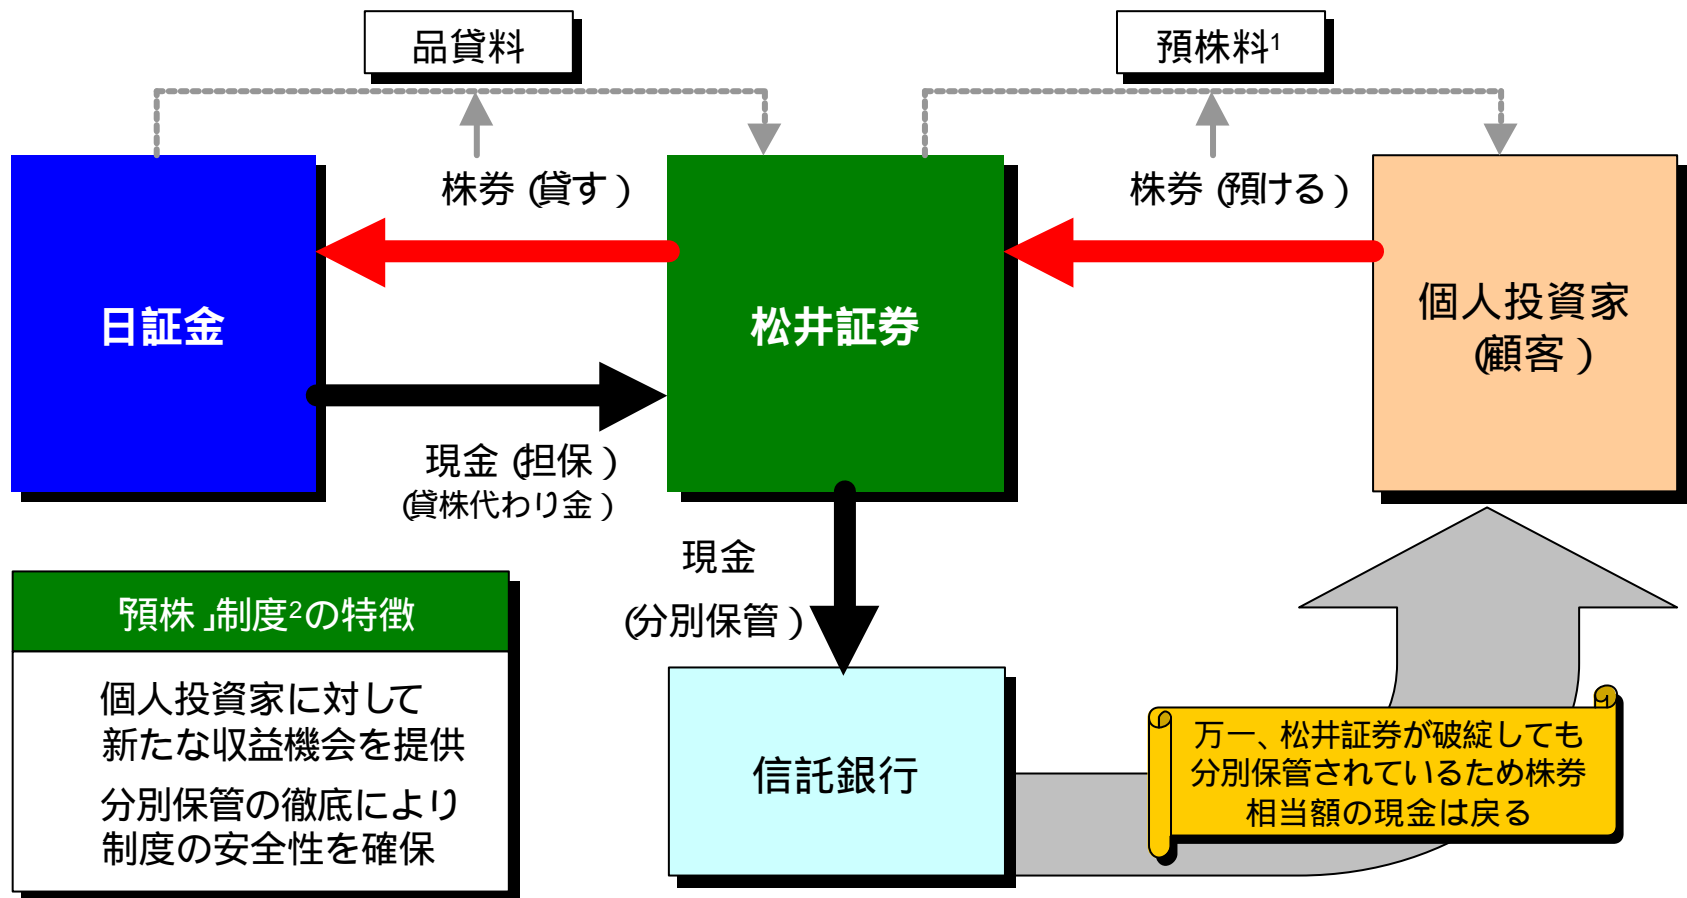 品貸料
預株料1
株券(貸す)
株券(預ける)
日証金
松井証券
個人投資家
(顧客)
現金(担保)
(貸株代わり金)
現金
(分別保管)
「預株」制度2の特徴
個人投資家に対して
新たな収益機会を提供
分別保管の徹底により
制度の安全性を確保
信託銀行
万一、松井証券が破綻しても
分別保管されているため株券
相当額の現金は戻る